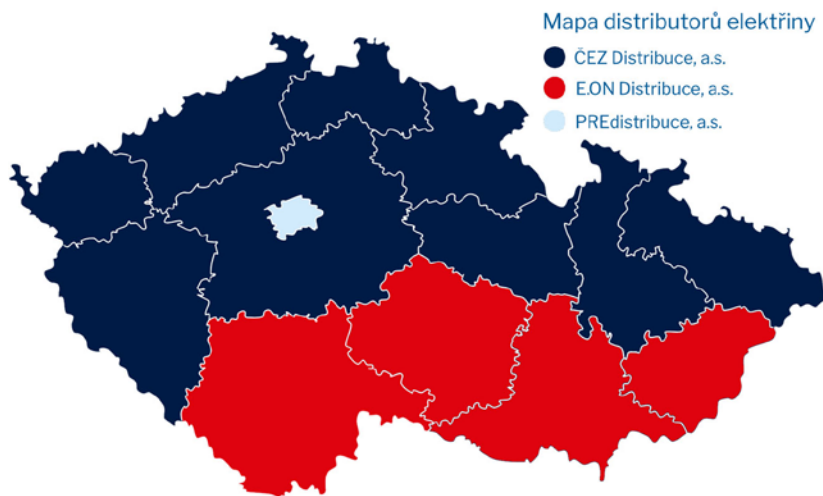 Mapa distributorů elektřiny
ČEZ Distribuce, a.s.
E.ON Distribuce, a.s.
PREdistribuce, a.s.